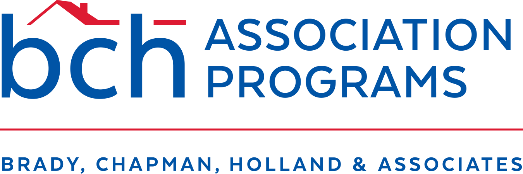 bch ASSOCIATION
PROGRAMS
BRADY, CHAPMAN, HOLLAND & ASSOCIATES